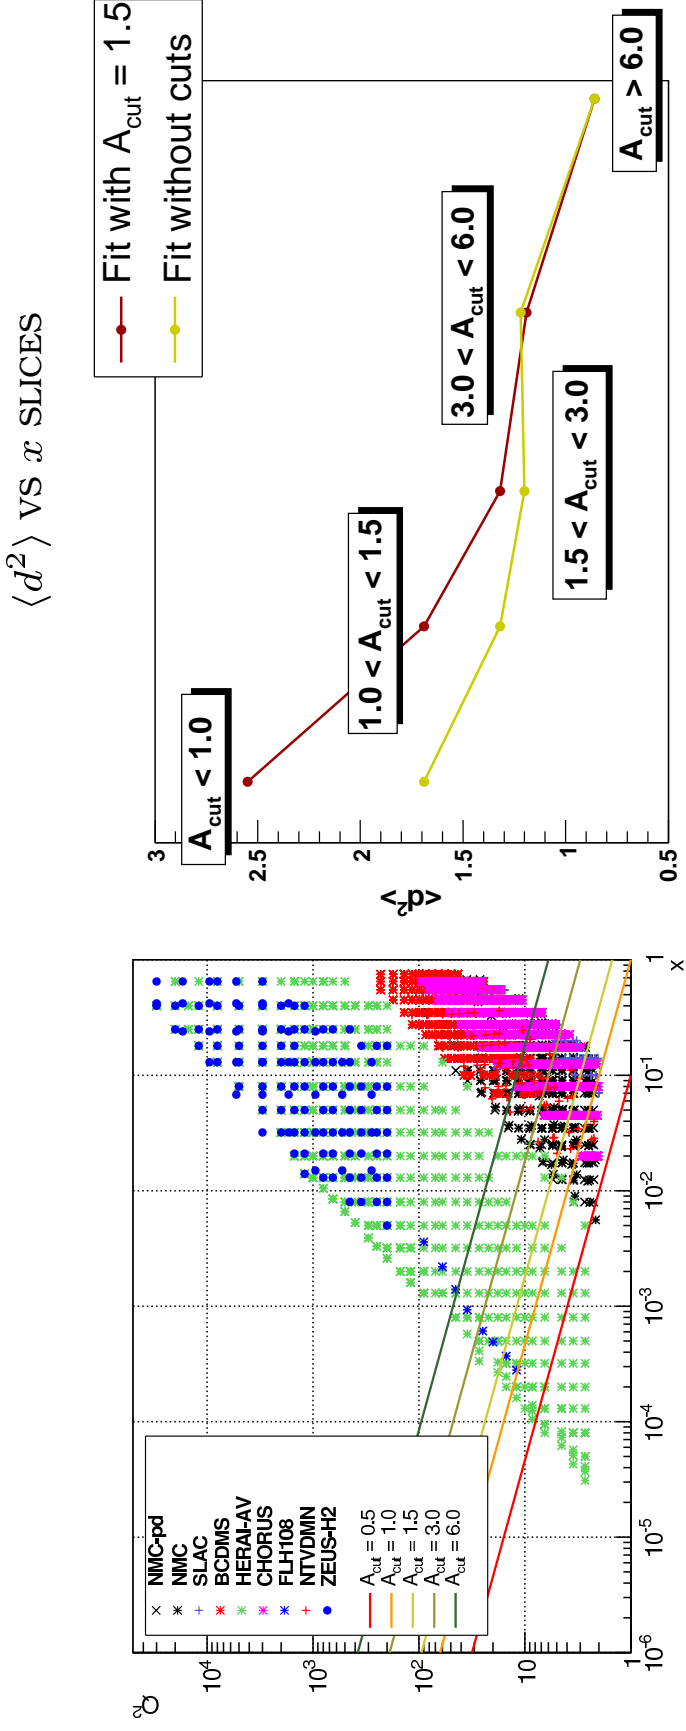 ⟨d²⟩ vs x SLICES
Q²
10⁴
10³
10²
10
1
10⁻⁶
10⁻⁵
10⁻⁴
10⁻³
10⁻²
10⁻¹
1
x
NMC-pd
NMC
SLAC
BCDMS
HERAI-AV
CHORUS
FLH108
NTVDMN
ZEUS-H2
A_cut = 0.5
A_cut = 1.0
A_cut = 1.5
A_cut = 3.0
A_cut = 6.0
<d²>
3
2.5
2
1.5
1
0.5
Fit with A_cut = 1.5
Fit without cuts
A_cut < 1.0
1.0 < A_cut < 1.5
1.5 < A_cut < 3.0
3.0 < A_cut < 6.0
A_cut > 6.0